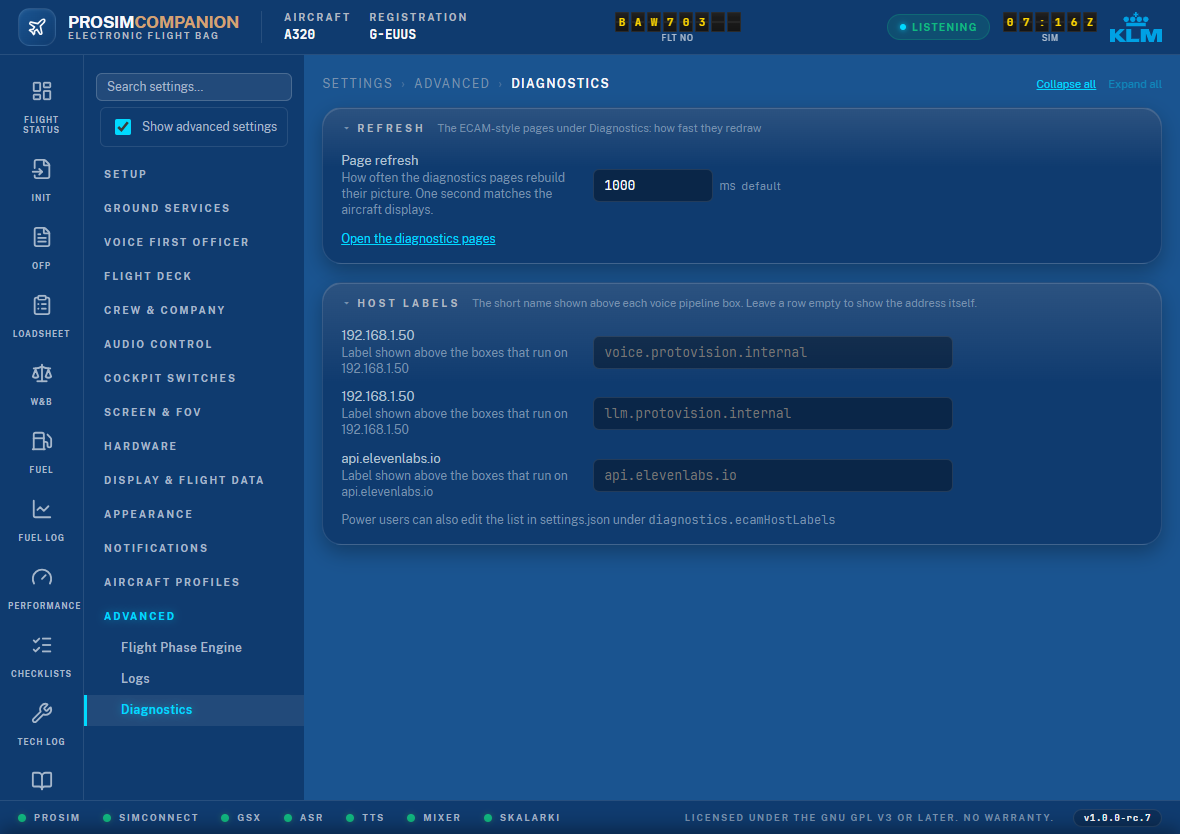 PROSIMCOMPANION
ELECTRONIC FLIGHT BAG
AIRCRAFT
A320
REGISTRATION
G-EUUS
BAW703
FLT NO
LISTENING
07:16Z
SIM
KLM
FLIGHT
STATUS
INIT
OFP
LOADSHEET
W&B
FUEL
FUEL LOG
PERFORMANCE
CHECKLISTS
TECH LOG
Search settings...
Show advanced settings
SETUP
GROUND SERVICES
VOICE FIRST OFFICER
FLIGHT DECK
CREW & COMPANY
AUDIO CONTROL
COCKPIT SWITCHES
SCREEN & FOV
HARDWARE
DISPLAY & FLIGHT DATA
APPEARANCE
NOTIFICATIONS
AIRCRAFT PROFILES
ADVANCED
Flight Phase Engine
Logs
Diagnostics
SETTINGS › ADVANCED › DIAGNOSTICS
Collapse all Expand all
REFRESH The ECAM-style pages under Diagnostics: how fast they redraw
Page refresh
How often the diagnostics pages rebuild
their picture. One second matches the
aircraft displays.
1000 ms default
Open the diagnostics pages
HOST LABELS The short name shown above each voice pipeline box. Leave a row empty to show the address itself.
192.168.1.50
Label shown above the boxes that run on
192.168.1.50
voice.protovision.internal
192.168.1.50
Label shown above the boxes that run on
192.168.1.50
llm.protovision.internal
api.elevenlabs.io
Label shown above the boxes that run on
api.elevenlabs.io
api.elevenlabs.io
Power users can also edit the list in settings.json under diagnostics.ecamHostLabels
PROSIM SIMCONNECT GSX ASR TTS MIXER SKALARKI
LICENSED UNDER THE GNU GPL V3 OR LATER. NO WARRANTY.
v1.0.0-rc.7